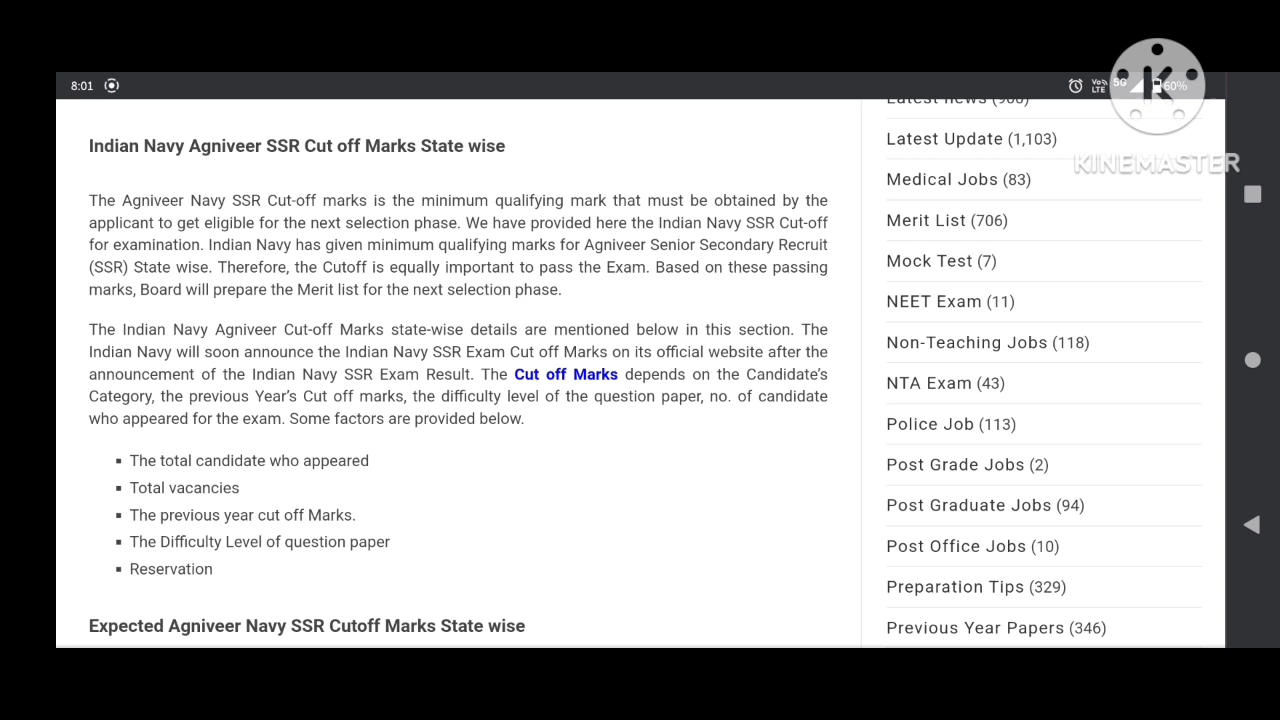 8:01
Vo)) LTE 5G 60%
KINEMASTER
Indian Navy Agniveer SSR Cut off Marks State wise
The Agniveer Navy SSR Cut-off marks is the minimum qualifying mark that must be obtained by the
applicant to get eligible for the next selection phase. We have provided here the Indian Navy SSR Cut-off
for examination. Indian Navy has given minimum qualifying marks for Agniveer Senior Secondary Recruit
(SSR) State wise. Therefore, the Cutoff is equally important to pass the Exam. Based on these passing
marks, Board will prepare the Merit list for the next selection phase.
The Indian Navy Agniveer Cut-off Marks state-wise details are mentioned below in this section. The
Indian Navy will soon announce the Indian Navy SSR Exam Cut off Marks on its official website after the
announcement of the Indian Navy SSR Exam Result. The Cut off Marks depends on the Candidate's
Category, the previous Year's Cut off marks, the difficulty level of the question paper, no. of candidate
who appeared for the exam. Some factors are provided below.
▪ The total candidate who appeared
▪ Total vacancies
▪ The previous year cut off Marks.
▪ The Difficulty Level of question paper
▪ Reservation
Expected Agniveer Navy SSR Cutoff Marks State wise
Latest news
Latest Update (1,103)
Medical Jobs (83)
Merit List (706)
Mock Test (7)
NEET Exam (11)
Non-Teaching Jobs (118)
NTA Exam (43)
Police Job (113)
Post Grade Jobs (2)
Post Graduate Jobs (94)
Post Office Jobs (10)
Preparation Tips (329)
Previous Year Papers (346)